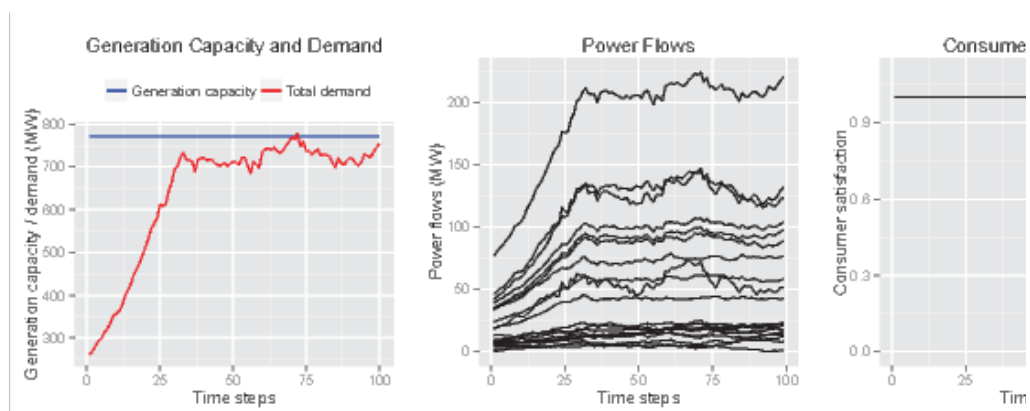 Generation Capacity and Demand
Generation capacity Total demand
Generation capacity / demand (MW)
800
700
600
500
400
300
0 25 50 75 100
Time steps
Power Flows
Power flows (MW)
200
150
100
50
0
0 25 50 75 100
Time steps
Consumer
Consumer satisfaction
0.9
0.6
0.3
0.0
0 25